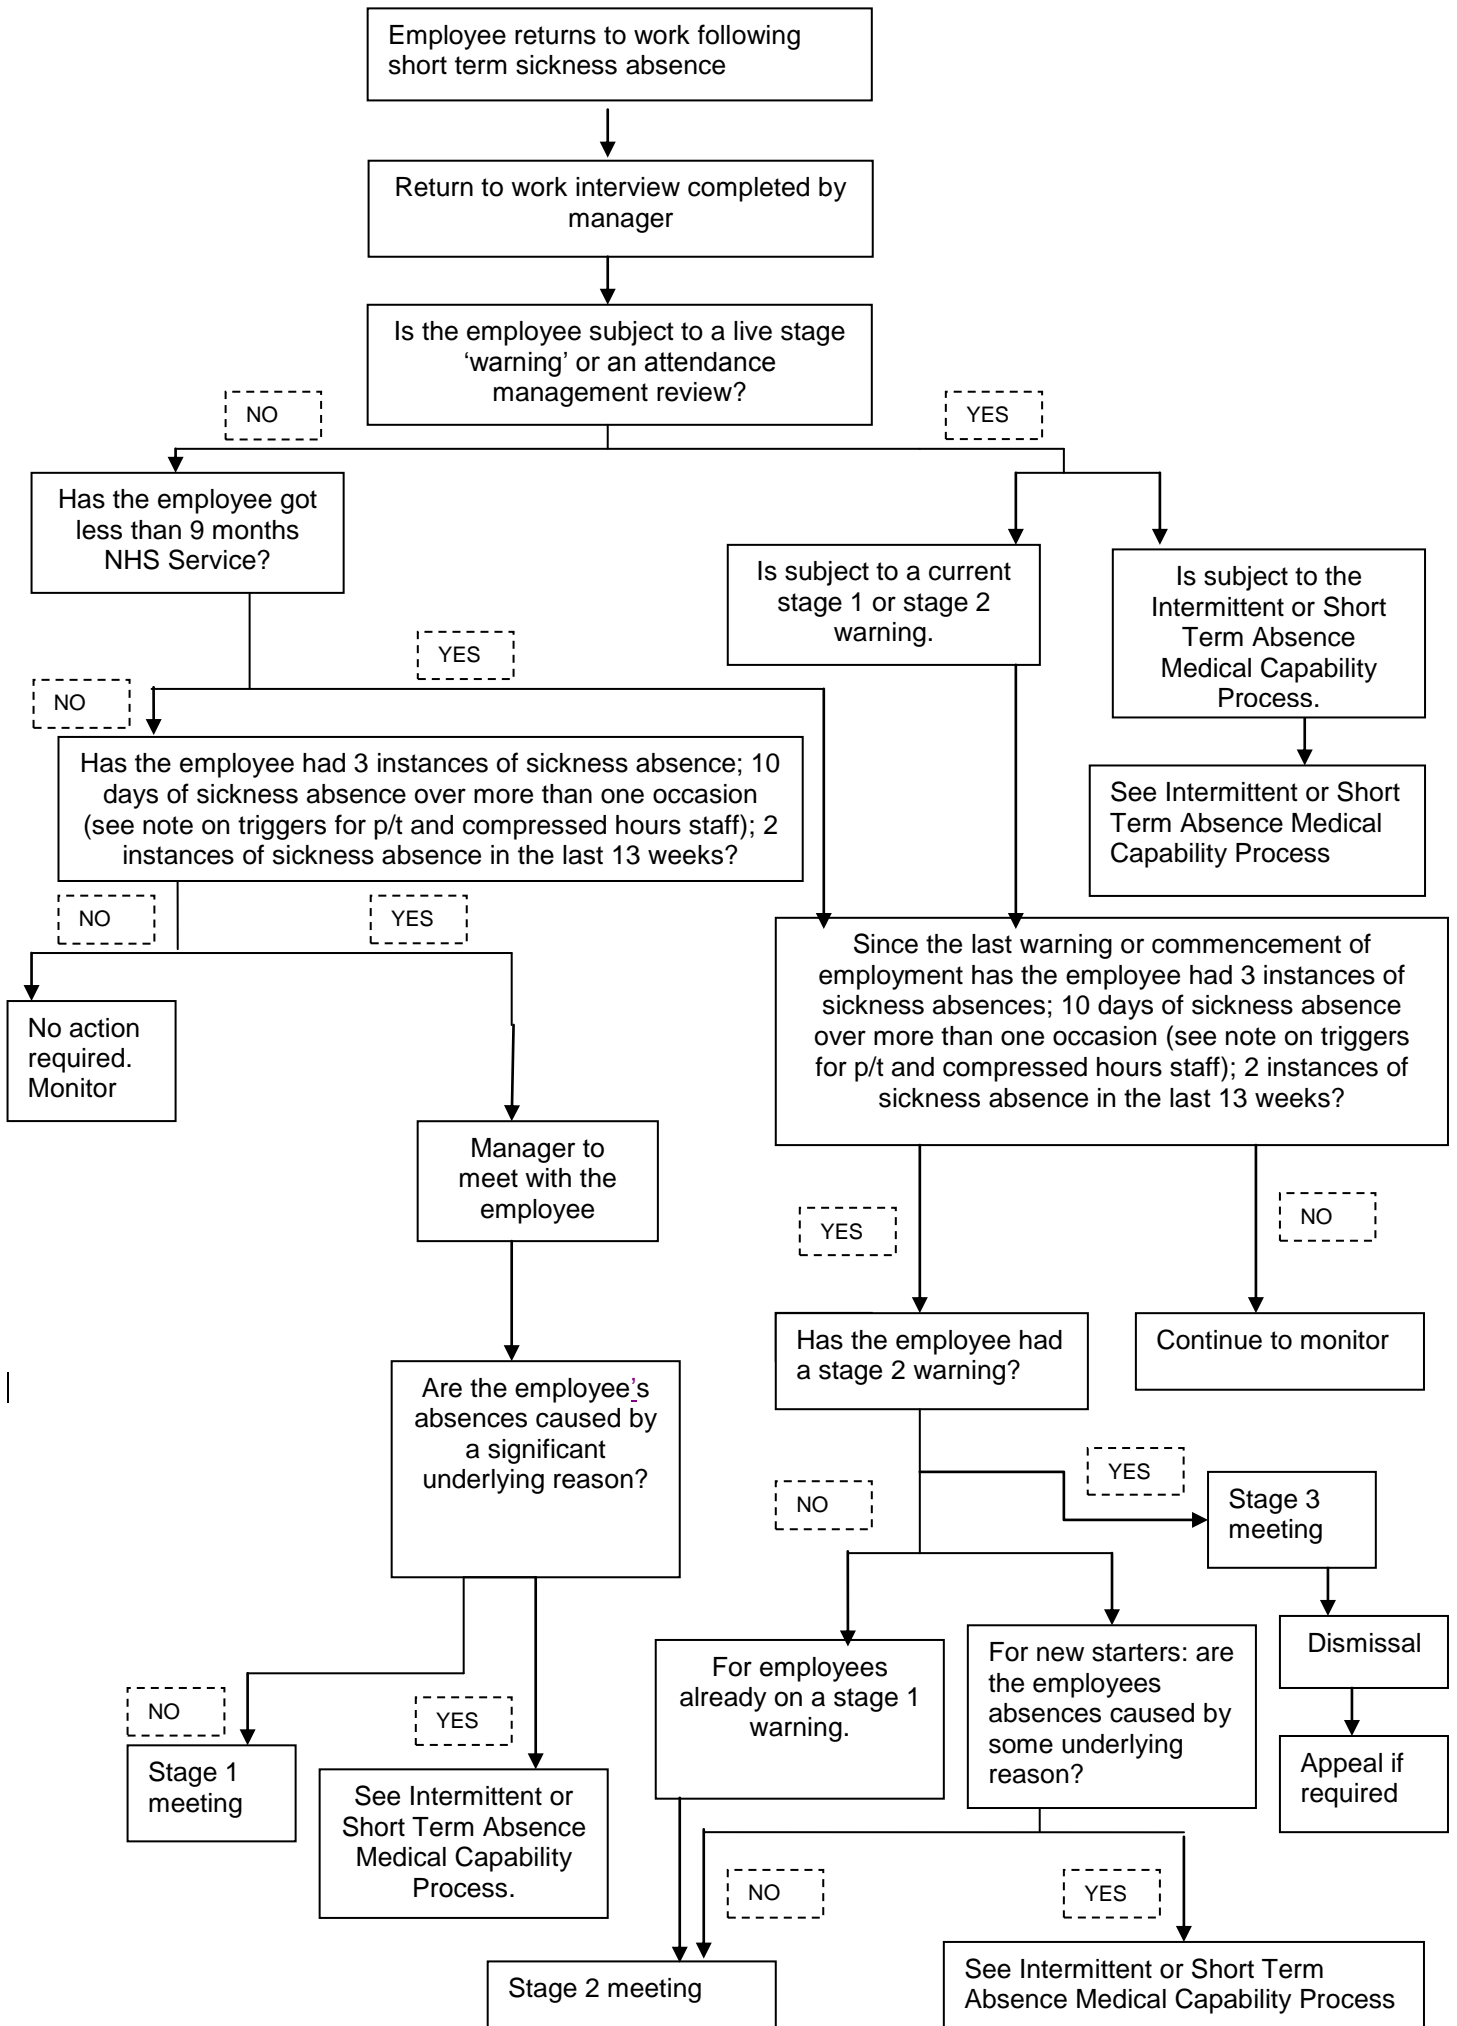 Employee returns to work following
short term sickness absence
Return to work interview completed by
manager
Is the employee subject to a live stage
‘warning’ or an attendance
management review?
NO
YES
Has the employee got
less than 9 months
NHS Service?
Is subject to a current
stage 1 or stage 2
warning.
Is subject to the
Intermittent or Short
Term Absence
Medical Capability
Process.
YES
NO
Has the employee had 3 instances of sickness absence; 10
days of sickness absence over more than one occasion
(see note on triggers for p/t and compressed hours staff); 2
instances of sickness absence in the last 13 weeks?
See Intermittent or Short
Term Absence Medical
Capability Process
NO
YES
Since the last warning or commencement of
employment has the employee had 3 instances of
sickness absences; 10 days of sickness absence
over more than one occasion (see note on triggers
for p/t and compressed hours staff); 2 instances of
sickness absence in the last 13 weeks?
No action
required.
Monitor
Manager to
meet with the
employee
YES
NO
Has the employee had
a stage 2 warning?
Continue to monitor
Are the employee’s
absences caused by
a significant
underlying reason?
NO
YES
Stage 3
meeting
For employees
already on a stage 1
warning.
For new starters: are
the employees
absences caused by
some underlying
reason?
Dismissal
Appeal if
required
NO
YES
Stage 1
meeting
See Intermittent or
Short Term Absence
Medical Capability
Process.
NO
YES
Stage 2 meeting
See Intermittent or Short Term
Absence Medical Capability Process